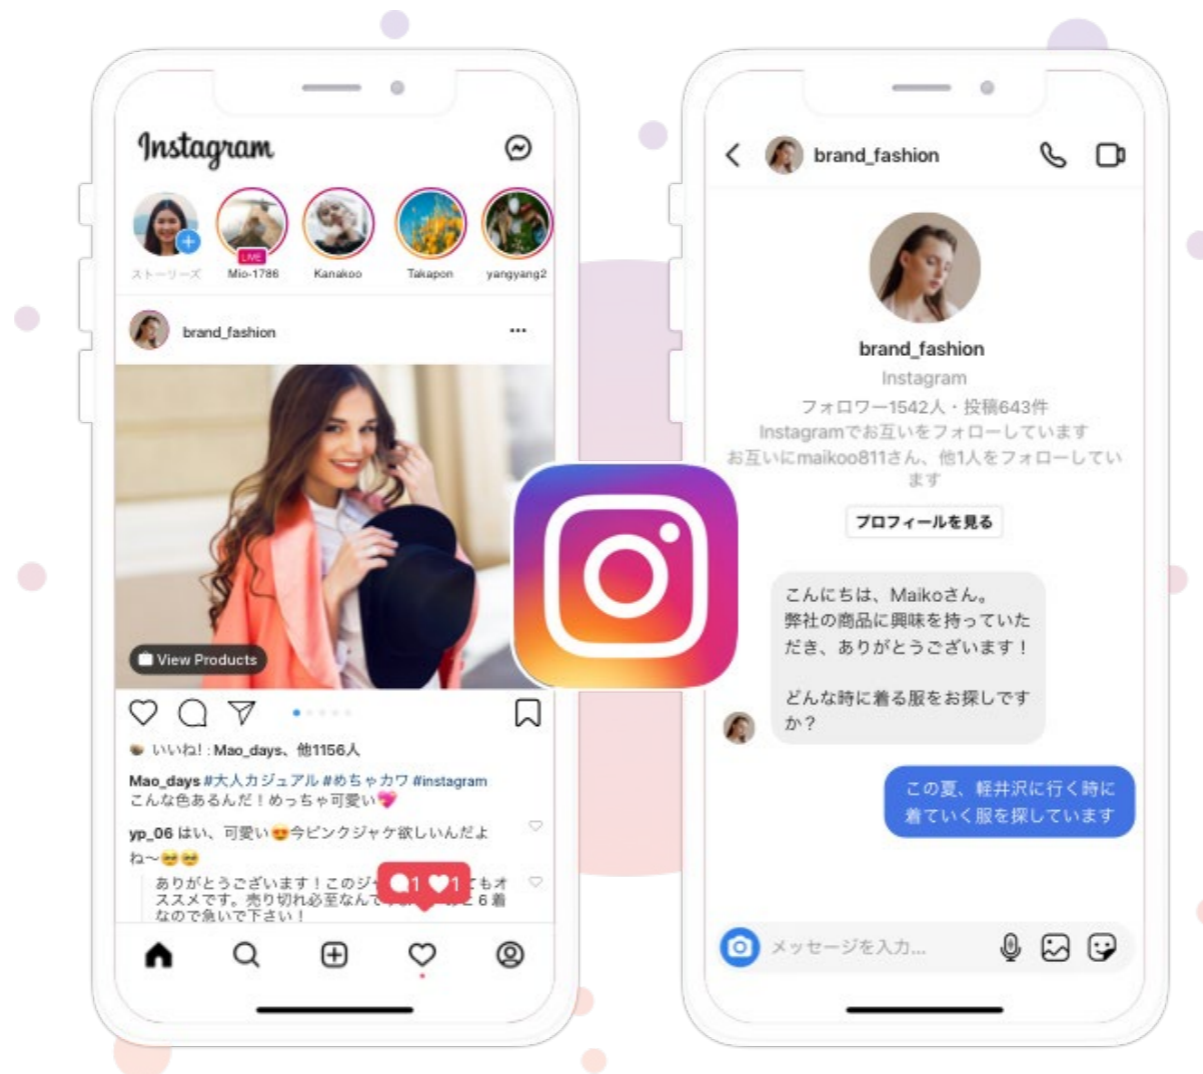 Instagram
ストーリーズ
LIVE
Mio-1786
Kanakoo
Takapon
yangyang2
brand_fashion
View Products
いいね! : Mao_days、他1156人
Mao_days #大人カジュアル #めちゃカワ #instagram
こんな色あるんだ！めっちゃ可愛い💖
yp_06 はい、可愛い😍今ピンクジャケ欲しいんだよ
ね〜🥺🥺
ありがとうございます！このジャ
もオ
ススメです。売り切れ必至なんで
６着
なので急いで下さい！
1
1
brand_fashion
brand_fashion
Instagram
フォロワー1542人・投稿643件
Instagramでお互いをフォローしています
お互いにmaikoo811さん、他1人をフォローしてい
ます
プロフィールを見る
こんにちは、Maikoさん。
弊社の商品に興味を持っていた
だき、ありがとうございます！
どんな時に着る服をお探しです
か？
この夏、軽井沢に行く時に
着ていく服を探しています
メッセージを入力...